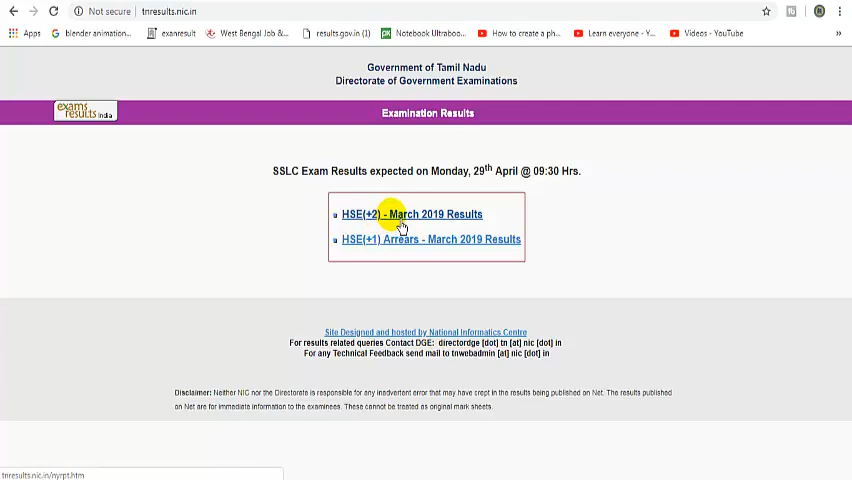 Not secure | tnresults.nic.in
Apps
blender animation...
exanresult
West Bengal Job &...
results.gov.in (1)
Notebook Ultraboo...
How to create a ph...
Learn everyone - Y...
Videos - YouTube
»
Government of Tamil Nadu
Directorate of Government Examinations
exams results India
Examination Results
SSLC Exam Results expected on Monday, 29th April @ 09:30 Hrs.
HSE(+2) - March 2019 Results
HSE(+1) Arrears - March 2019 Results
Site Designed and hosted by National Informatics Centre
For results related queries Contact DGE: directordge [dot] tn [at] nic [dot] in
For any Technical Feedback send mail to tnwebadmin [at] nic [dot] in
Disclaimer: Neither NIC nor the Directorate is responsible for any inadvertent error that may have crept in the results being published on Net. The results published
on Net are for immediate information to the examinees. These cannot be treated as original mark sheets.
tnresults.nic.in/nyrpt.htm